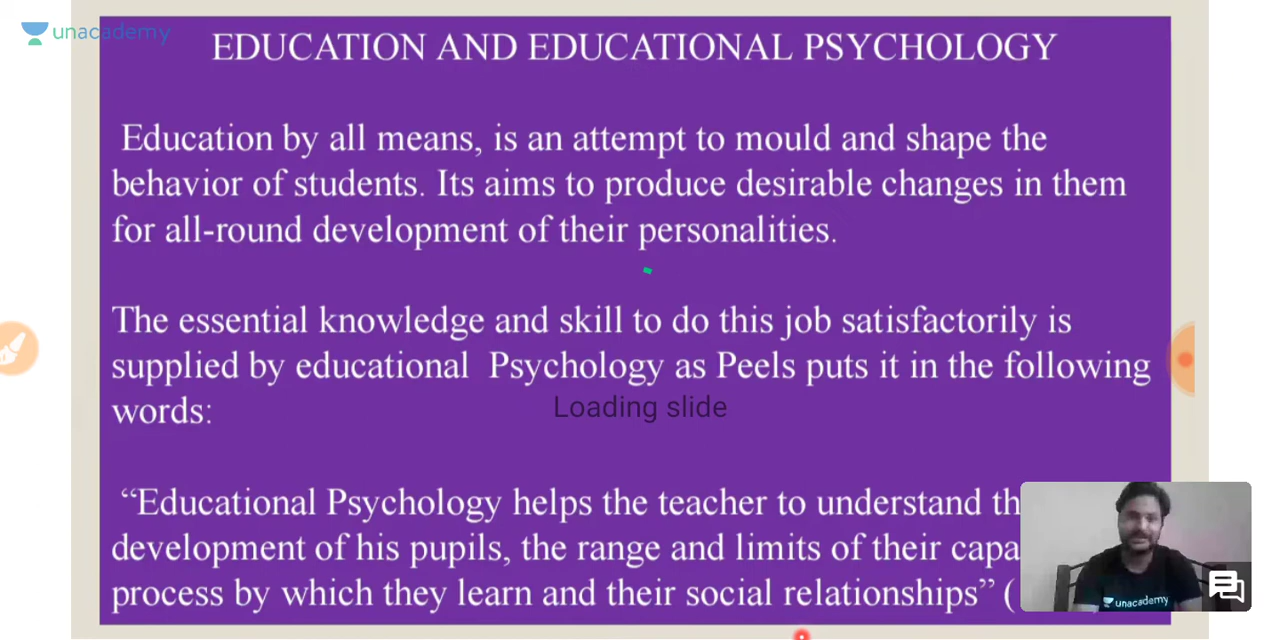 unacademy
EDUCATION AND EDUCATIONAL PSYCHOLOGY
Education by all means, is an attempt to mould and shape the
behavior of students. Its aims to produce desirable changes in them
for all-round development of their personalities.
The essential knowledge and skill to do this job satisfactorily is
supplied by educational Psychology as Peels puts it in the following
words:
Loading slide
“Educational Psychology helps the teacher to understand th
development of his pupils, the range and limits of their capa
process by which they learn and their social relationships” (
unacademy